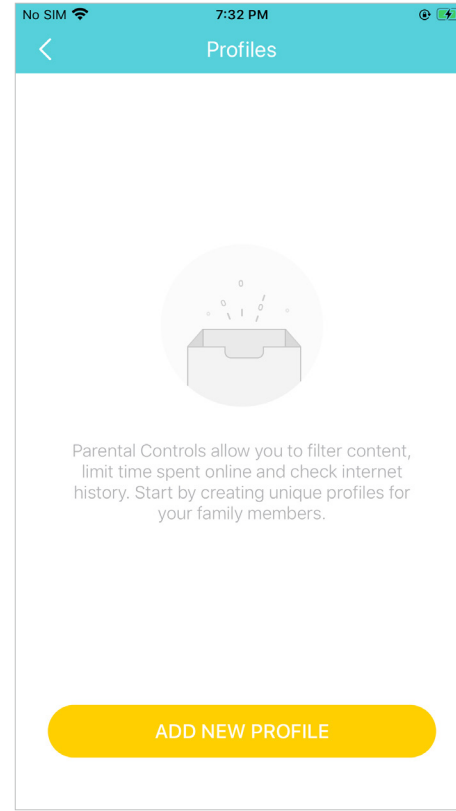 No SIM 7:32 PM
Profiles
Parental Controls allow you to filter content,
limit time spent online and check internet
history. Start by creating unique profiles for
your family members.
ADD NEW PROFILE